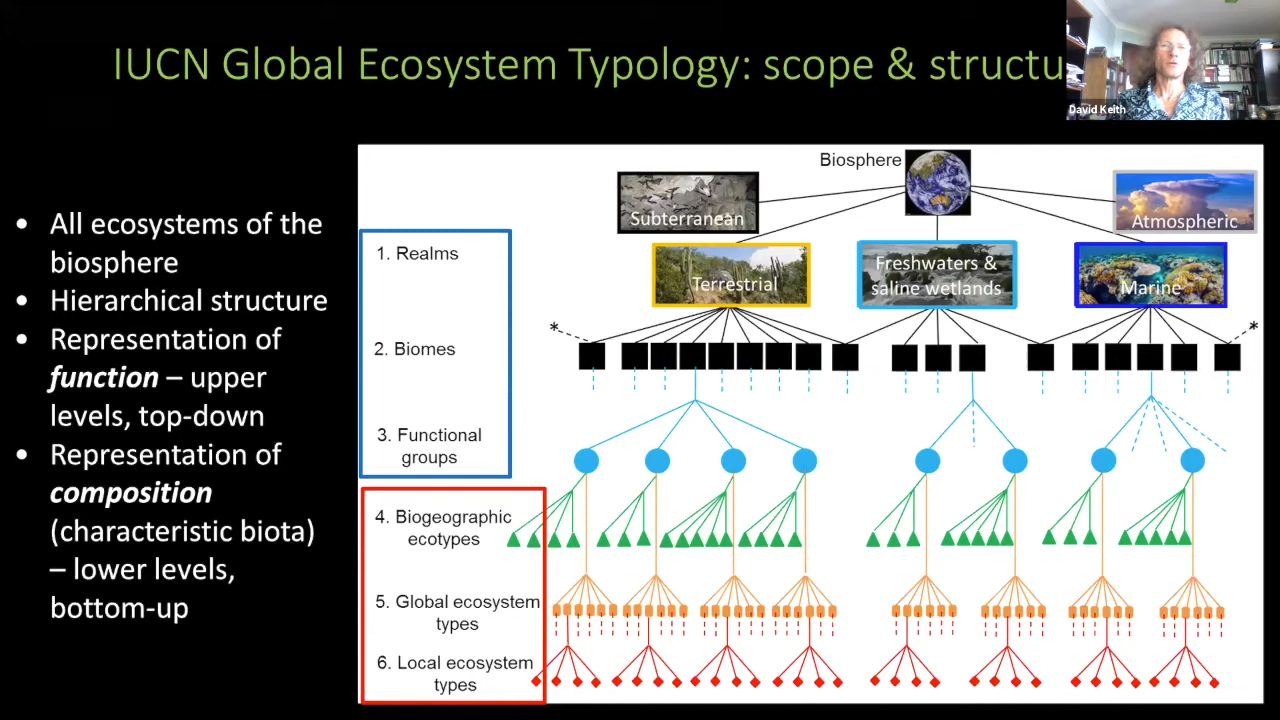 IUCN Global Ecosystem Typology: scope & structu
David Keith
• All ecosystems of the
biosphere
• Hierarchical structure
• Representation of
function – upper
levels, top-down
• Representation of
composition
(characteristic biota)
– lower levels,
bottom-up
Biosphere
Subterranean
Atmospheric
Terrestrial
Freshwaters &
saline wetlands
Marine
1. Realms
*
*
2. Biomes
3. Functional
groups
4. Biogeographic
ecotypes
5. Global ecosystem
types
6. Local ecosystem
types